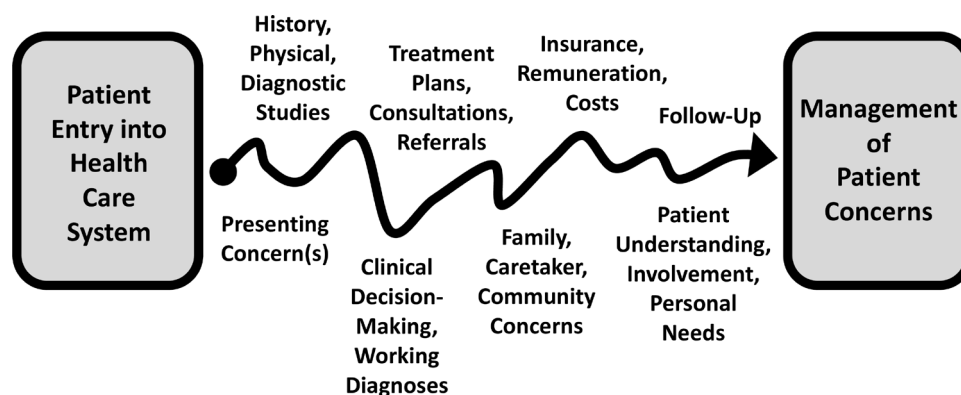 Patient
Entry into
Health
Care
System
Presenting
Concern(s)
History,
Physical,
Diagnostic
Studies
Clinical
Decision-
Making,
Working
Diagnoses
Treatment
Plans,
Consultations,
Referrals
Family,
Caretaker,
Community
Concerns
Insurance,
Remuneration,
Costs
Patient
Understanding,
Involvement,
Personal
Needs
Follow-Up
Management
of
Patient
Concerns